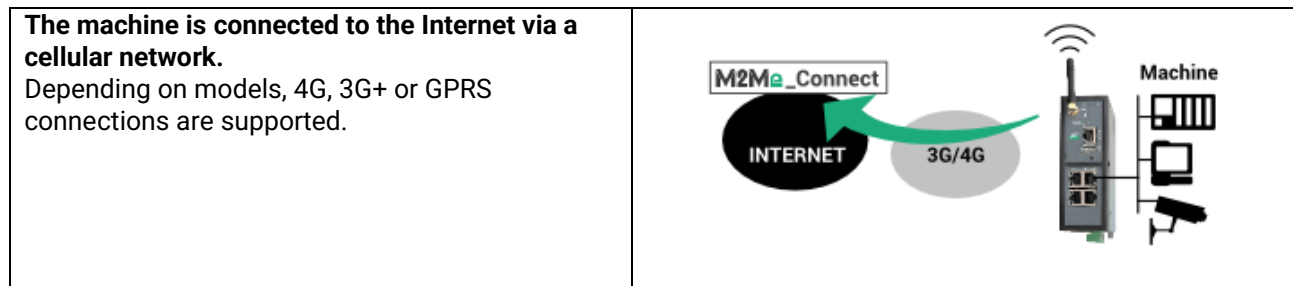 The machine is connected to the Internet via a
cellular network.
Depending on models, 4G, 3G+ or GPRS
connections are supported.
M2Me_Connect
Machine
INTERNET
3G/4G